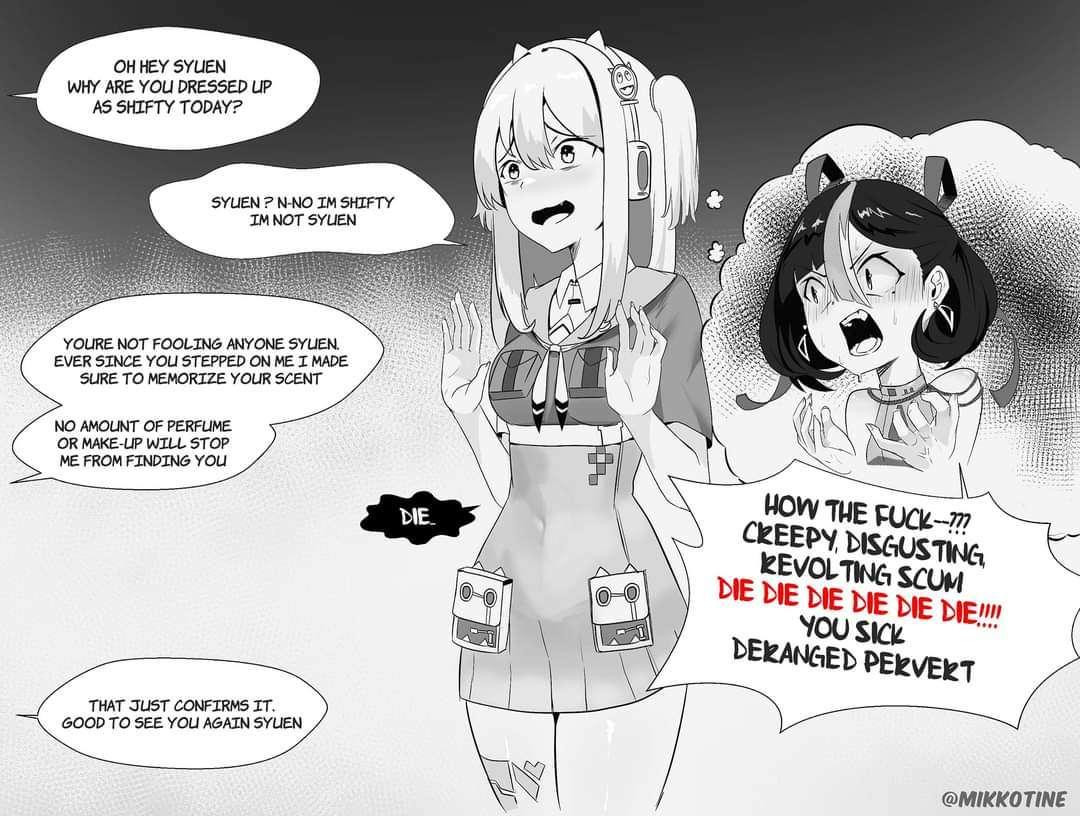 OH HEY SYUEN
WHY ARE YOU DRESSED UP
AS SHIFTY TODAY?
SYUEN ? N-NO IM SHIFTY
IM NOT SYUEN
YOURE NOT FOOLING ANYONE SYUEN.
EVER SINCE YOU STEPPED ON ME I MADE
SURE TO MEMORIZE YOUR SCENT
NO AMOUNT OF PERFUME
OR MAKE-UP WILL STOP
ME FROM FINDING YOU
DIE..
HOW THE FUCK--???
CREEPY, DISGUSTING,
REVOLTING SCUM
DIE DIE DIE DIE DIE DIE!!!!
YOU SICK
DERANGED PERVERT
THAT JUST CONFIRMS IT.
GOOD TO SEE YOU AGAIN SYUEN
@MIKKOTINE